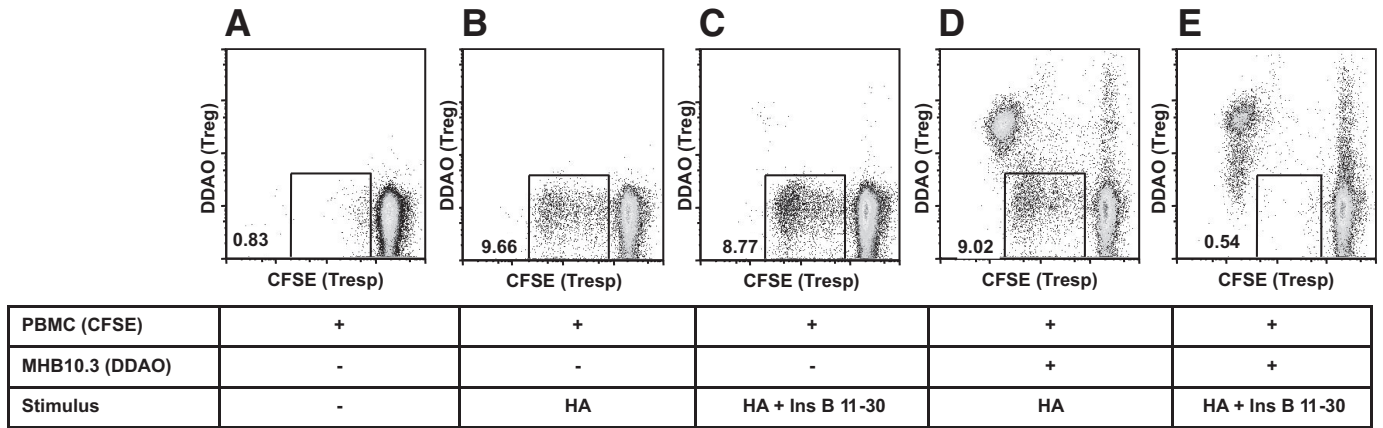 A B C D E
DDAO (Treg) DDAO (Treg) DDAO (Treg) DDAO (Treg) DDAO (Treg)
0.83 9.66 8.77 9.02 0.54
CFSE (Tresp) CFSE (Tresp) CFSE (Tresp) CFSE (Tresp) CFSE (Tresp)
PBMC (CFSE) + + + + +
MHB10.3 (DDAO) - - - + +
Stimulus - HA HA + Ins B 11-30 HA HA + Ins B 11-30